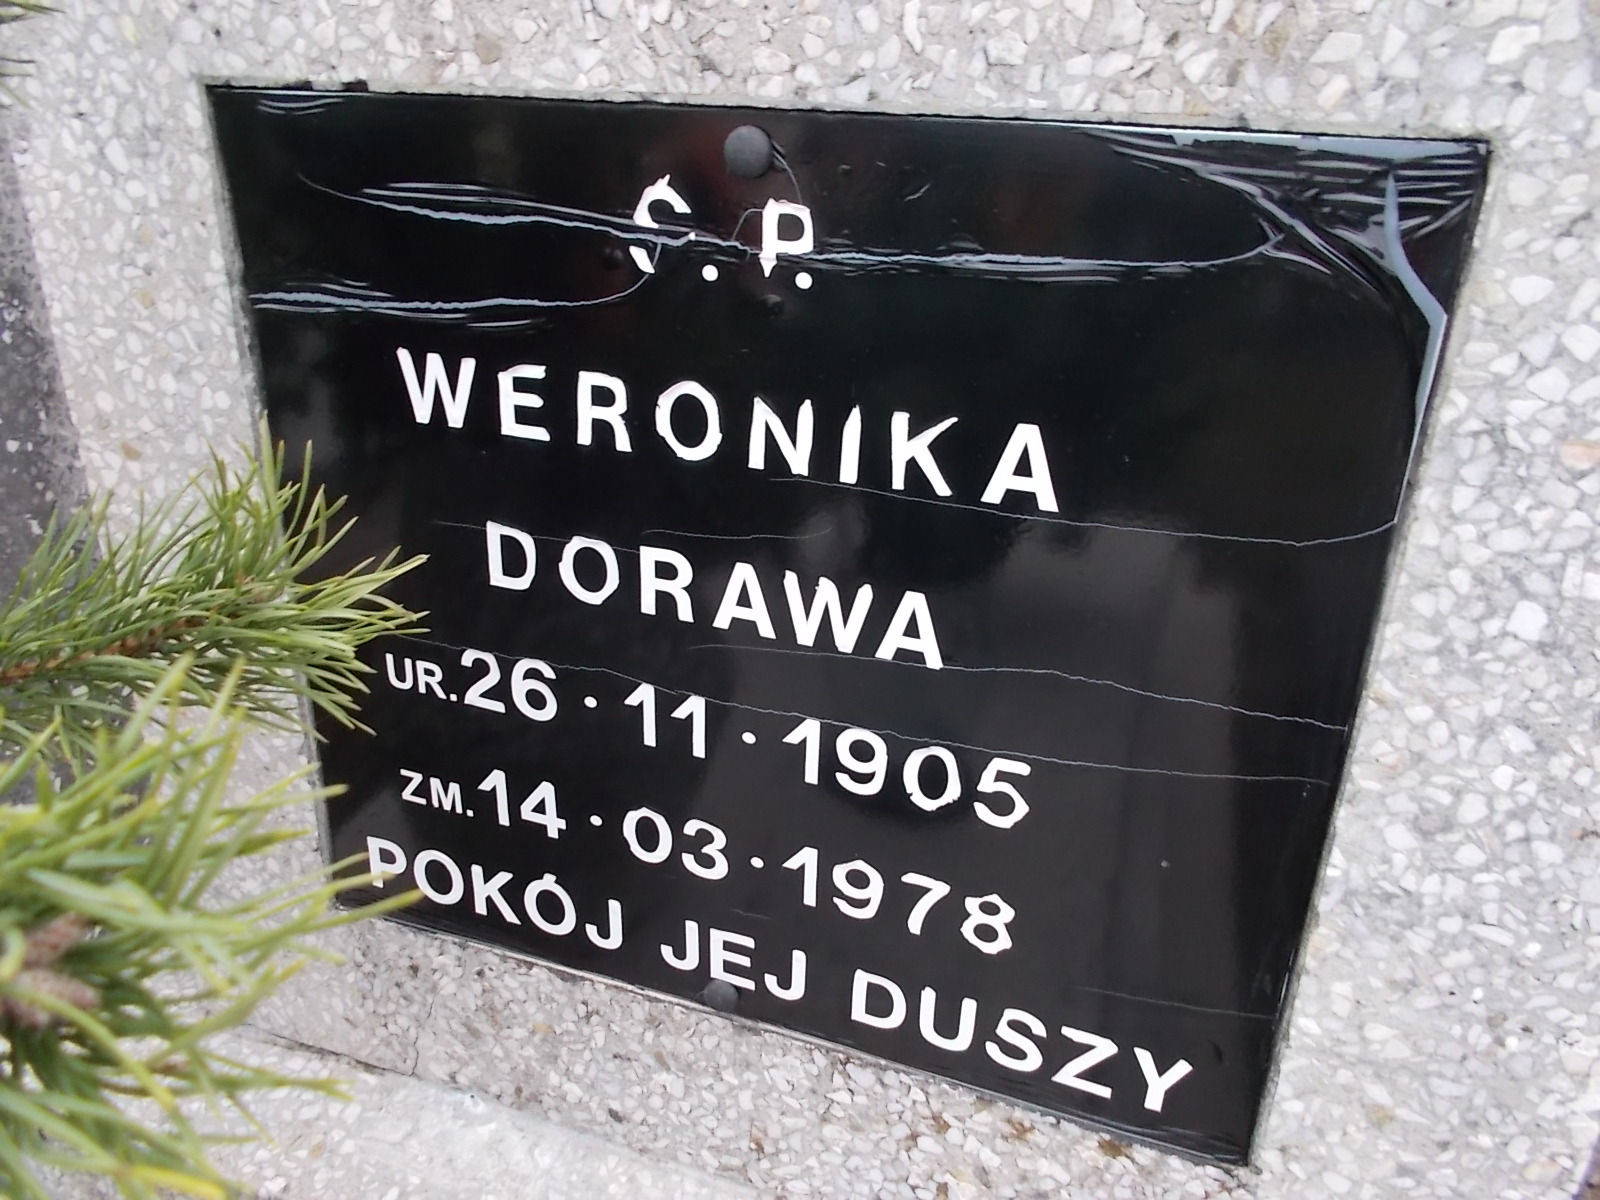 Ś.P.
WERONIKA
DORAWA
UR.26·11·1905
ZM.14·03·1978
POKÓJ JEJ DUSZY